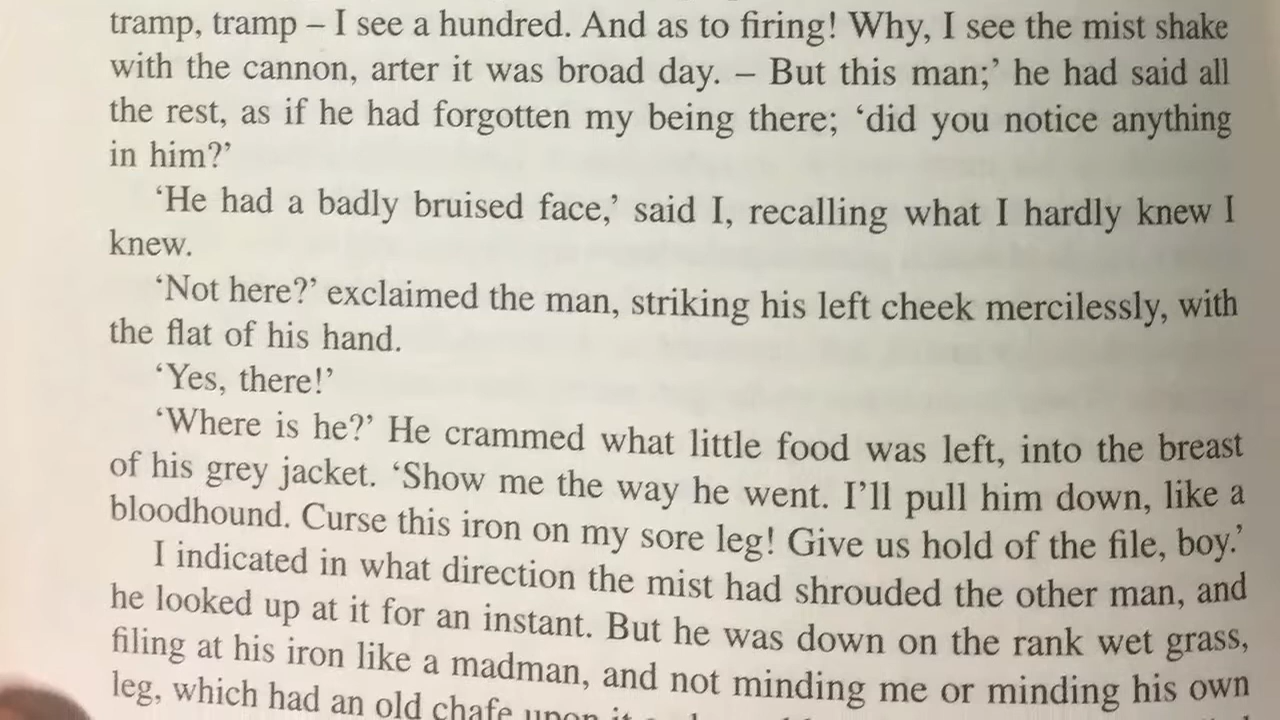 tramp, tramp – I see a hundred. And as to firing! Why, I see the mist shake
with the cannon, arter it was broad day. – But this man;’ he had said all
the rest, as if he had forgotten my being there; ‘did you notice anything
in him?’
‘He had a badly bruised face,’ said I, recalling what I hardly knew I
knew.
‘Not here?’ exclaimed the man, striking his left cheek mercilessly, with
the flat of his hand.
‘Yes, there!’
‘Where is he?’ He crammed what little food was left, into the breast
of his grey jacket. ‘Show me the way he went. I’ll pull him down, like a
bloodhound. Curse this iron on my sore leg! Give us hold of the file, boy.’
I indicated in what direction the mist had shrouded the other man, and
he looked up at it for an instant. But he was down on the rank wet grass,
filing at his iron like a madman, and not minding me or minding his own
leg, which had an old chafe upon it